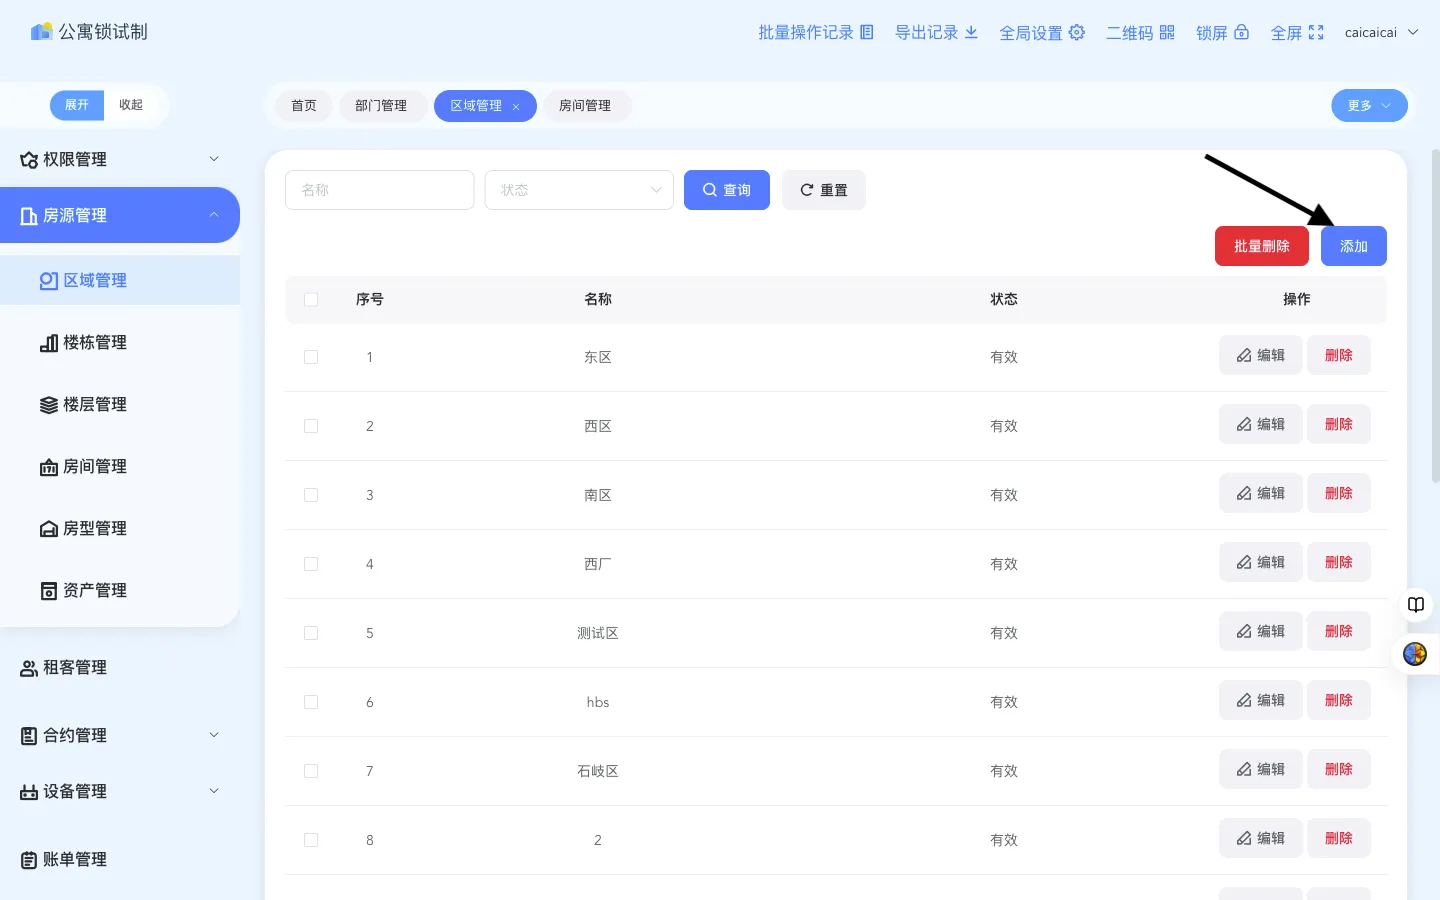 公寓锁试制
批量操作记录
导出记录
全局设置
二维码
锁屏
全屏
caicaicai
展开
收起
首页
部门管理
区域管理
房间管理
更多
权限管理
房源管理
区域管理
楼栋管理
楼层管理
房间管理
房型管理
资产管理
租客管理
合约管理
设备管理
账单管理
名称
状态
查询
重置
批量删除
添加
序号 名称 状态 操作
1 东区 有效 编辑 删除
2 西区 有效 编辑 删除
3 南区 有效 编辑 删除
4 西厂 有效 编辑 删除
5 测试区 有效 编辑 删除
6 hbs 有效 编辑 删除
7 石岐区 有效 编辑 删除
8 2 有效 编辑 删除